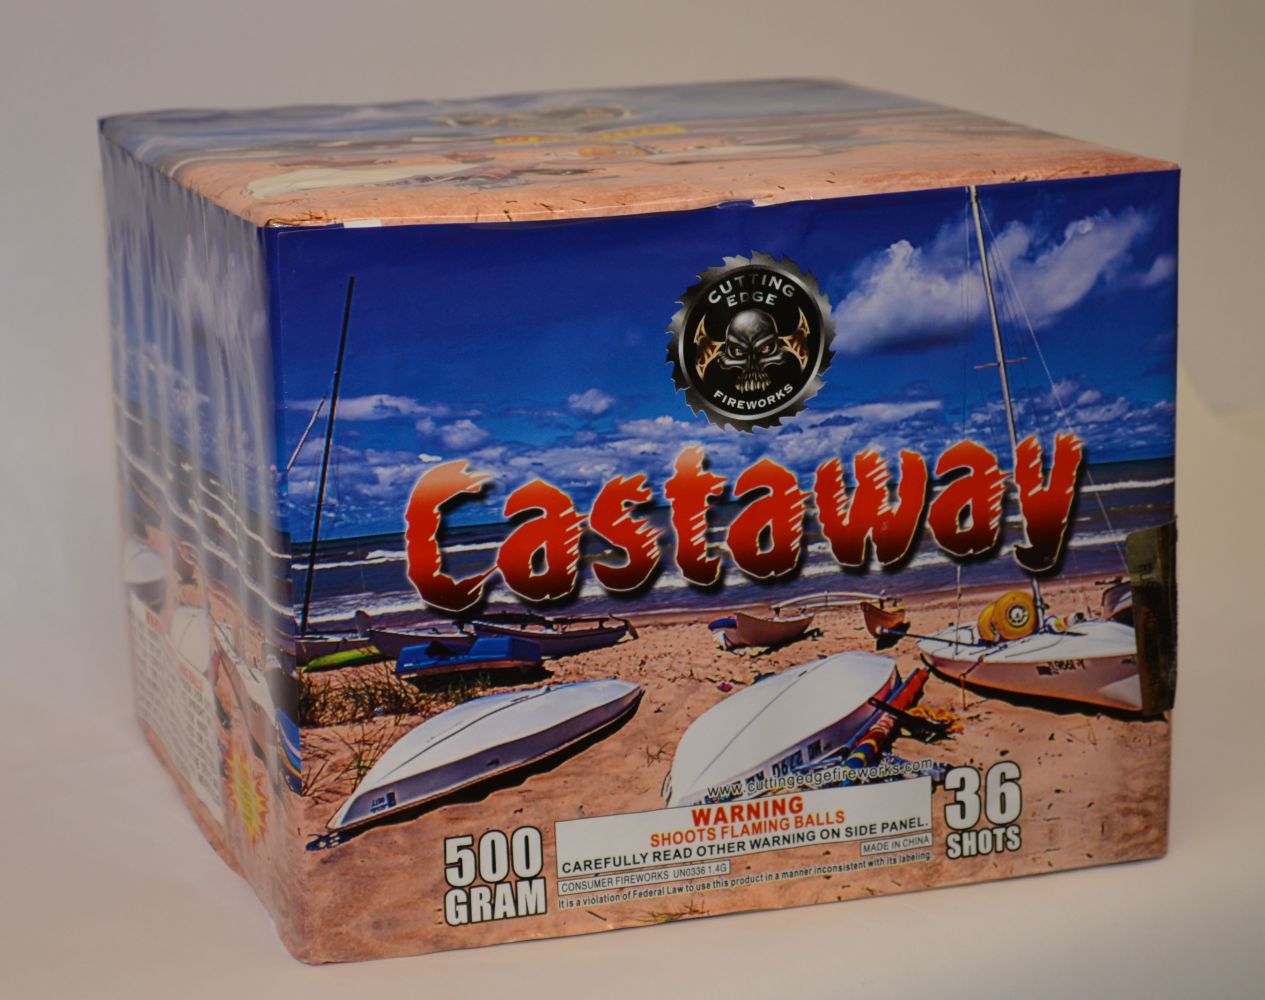 CUTTING
EDGE
FIREWORKS
Castaway
www.cuttingedgefireworks.com
500
GRAM
WARNING
SHOOTS FLAMING BALLS
CAREFULLY READ OTHER WARNING ON SIDE PANEL.
CONSUMER FIREWORKS UN0336 1.4G
MADE IN CHINA
It is a violation of Federal Law to use this product in a manner inconsistent with its labeling
36
SHOTS